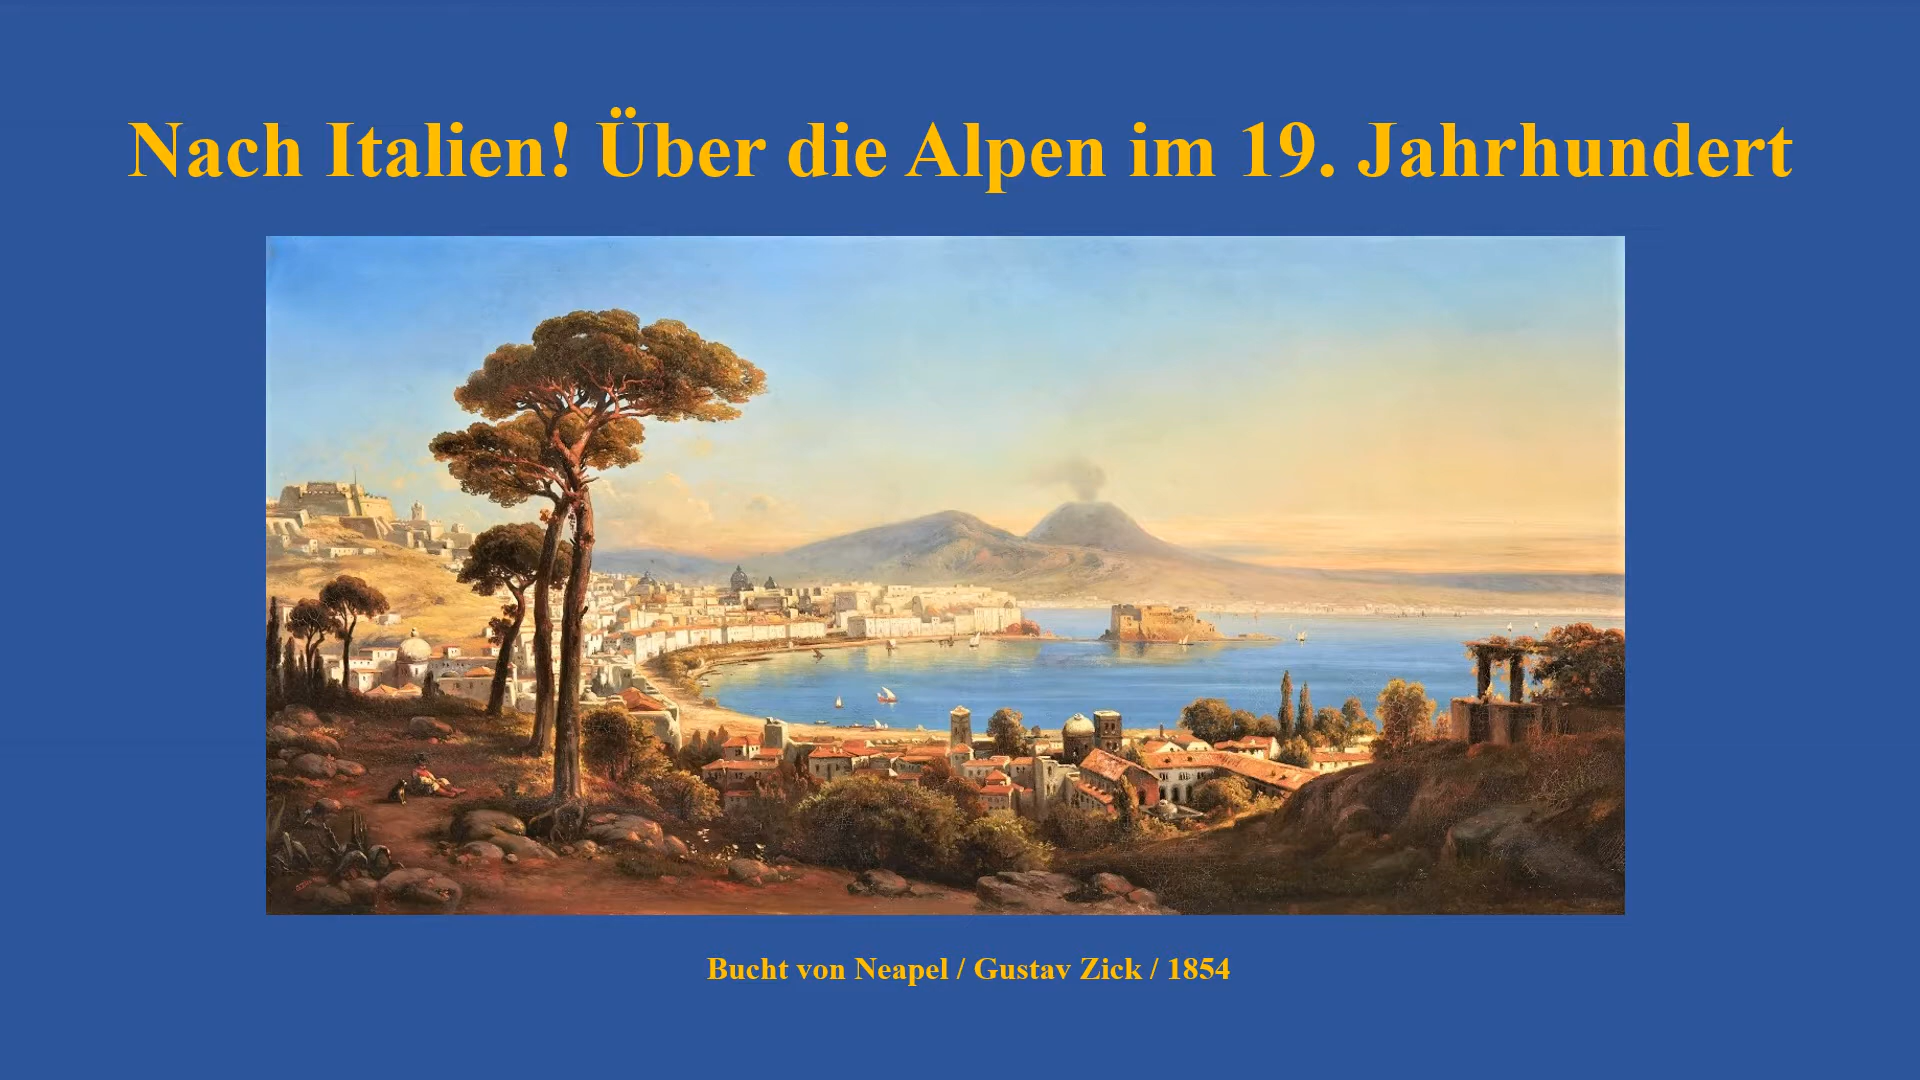 Nach Italien! Über die Alpen im 19. Jahrhundert
Bucht von Neapel / Gustav Zick / 1854